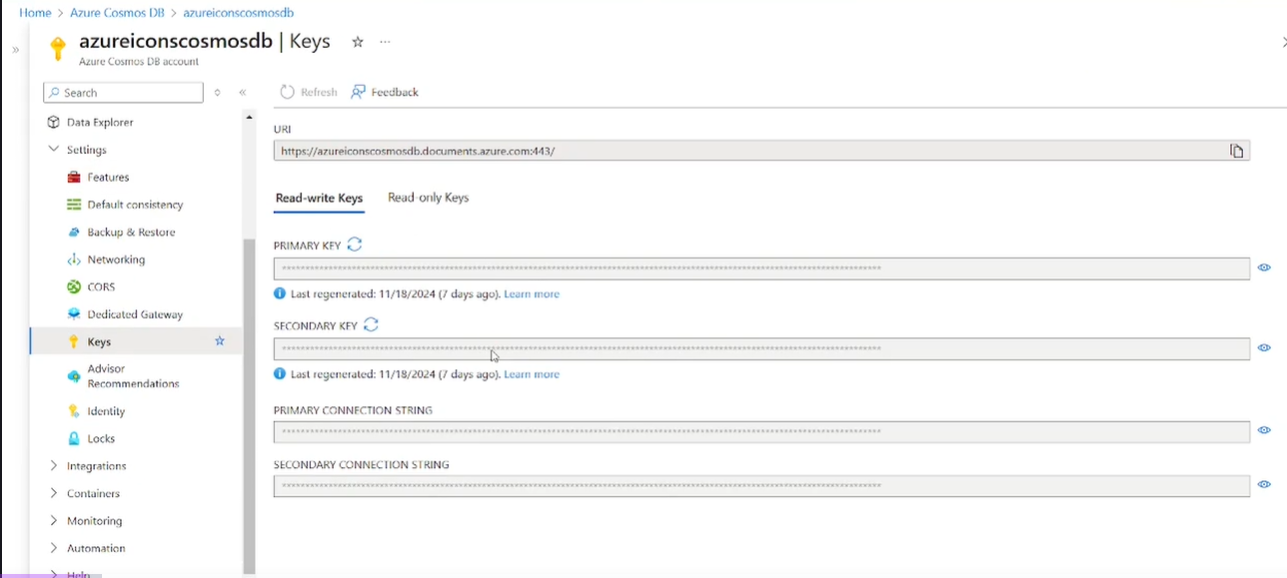 Home > Azure Cosmos DB > azureiconscosmosdb
azureiconscosmosdb | Keys
Azure Cosmos DB account
Search
Refresh Feedback
Data Explorer
Settings
Features
Default consistency
Backup & Restore
Networking
CORS
Dedicated Gateway
Keys
Advisor
Recommendations
Identity
Locks
Integrations
Containers
Monitoring
Automation
Help
URI
https://azureiconscosmosdb.documents.azure.com:443/
Read-write Keys Read-only Keys
PRIMARY KEY
Last regenerated: 11/18/2024 (7 days ago). Learn more
SECONDARY KEY
Last regenerated: 11/18/2024 (7 days ago). Learn more
PRIMARY CONNECTION STRING
SECONDARY CONNECTION STRING